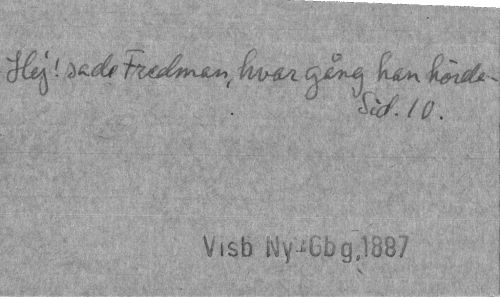 Hej! sade Fredman, hvar gång han hörde-
Sid. 10.
Visb Ny-Gbg,1887